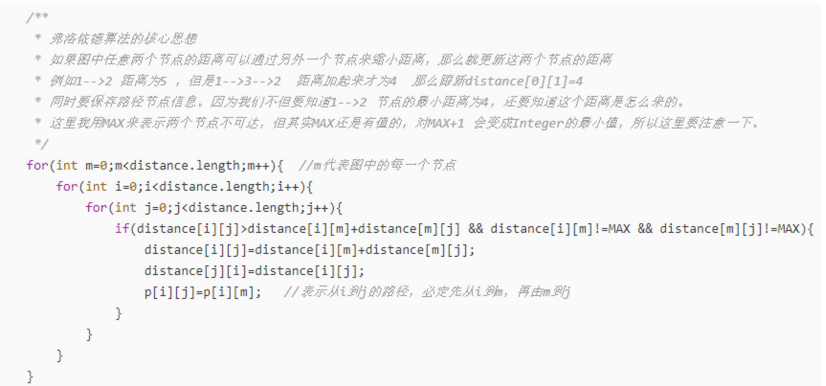 /**
* 弗洛依德算法的核心思想
* 如果图中任意两个节点的距离可以通过另外一个节点来缩小距离，那么就更新这两个节点的距离
* 例如1-->2 距离为5 ，但是1-->3-->2  距离加起来才为4  那么即新distance[0][1]=4
* 同时要保存路径节点信息。因为我们不但要知道1-->2 节点的最小距离为4，还要知道这个距离是怎么来的。
* 这里我用MAX来表示两个节点不可达，但其实MAX还是有值的，对MAX+1 会变成Integer的最小值，所以这里要注意一下。
*/
for(int m=0;m<distance.length;m++){  //m代表图中的每一个节点
for(int i=0;i<distance.length;i++){
for(int j=0;j<distance.length;j++){
if(distance[i][j]>distance[i][m]+distance[m][j] && distance[i][m]!=MAX && distance[m][j]!=MAX){
distance[i][j]=distance[i][m]+distance[m][j];
distance[j][i]=distance[i][j];
p[i][j]=p[i][m];   //表示从i到j的路径，必定先从i到m，再由m到j
}
}
}
}